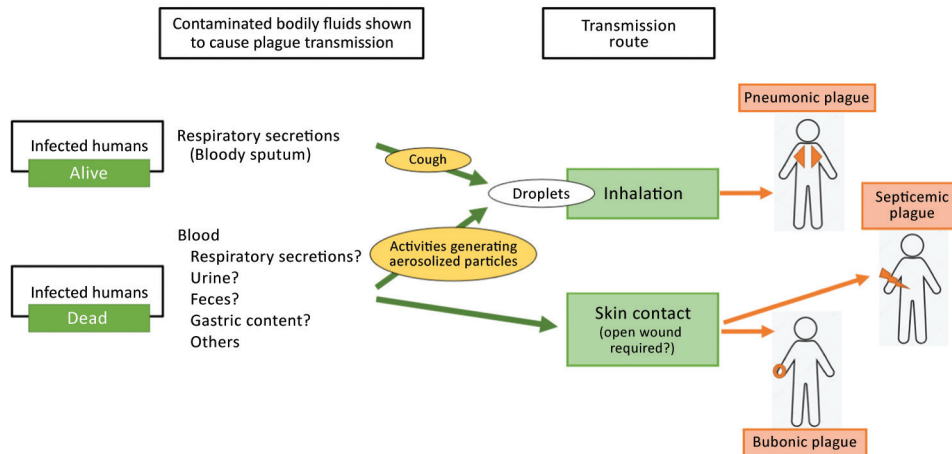 Contaminated bodily fluids shown
to cause plague transmission
Transmission
route
Pneumonic plague
Infected humans
Alive
Respiratory secretions
(Bloody sputum)
Cough
Droplets
Inhalation
Septicemic
plague
Blood
Respiratory secretions?
Urine?
Feces?
Gastric content?
Others
Activities generating
aerosolized particles
Infected humans
Dead
Skin contact
(open wound
required?)
Bubonic plague